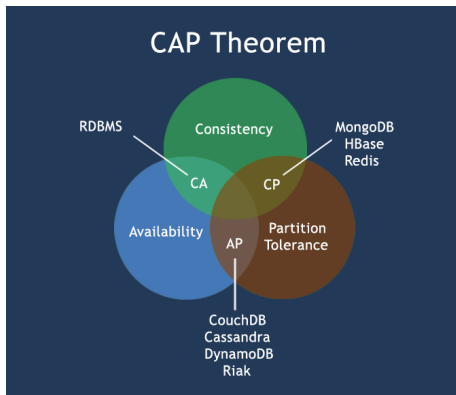 CAP Theorem
RDBMS
Consistency
MongoDB
HBase
Redis
CA
CP
Availability
Partition
Tolerance
AP
CouchDB
Cassandra
DynamoDB
Riak